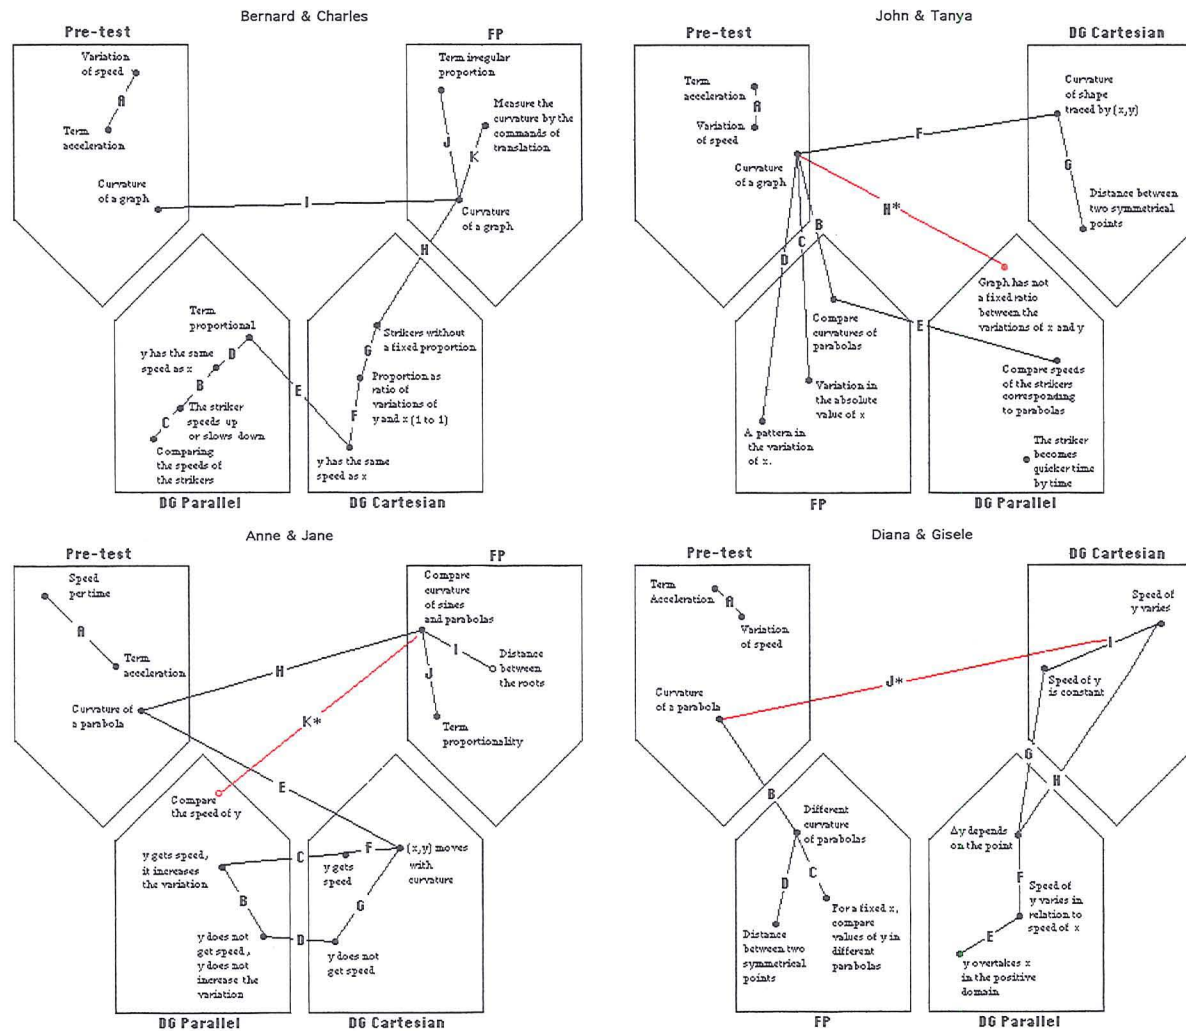 Bernard & Charles
Pre-test
FP
Variation
of speed
A
Term
acceleration
Curvature
of a graph
I
Term irregular
proportion
Measure the
curvature by the
commands of
translation
J
K
Curvature
of a graph
H
Term
proportional
y has the same
speed as x
D
B
The striker
speeds up
or slows down
C
Comparing
the speeds of
the strikers
E
Strikers without
a fixed proportion
G
Proportion as
ratio of
variations of
y and x (1 to 1)
F
y has the same
speed as x
DG Parallel
DG Cartesian
John & Tanya
Pre-test
DG Cartesian
Term
acceleration
A
Variation
of speed
Curvature
of a graph
F
Curvature
of shape
traced by (x,y)
G
Distance between
two symmetrical
points
H*
B
C
D
Graph has not
a fixed ratio
between the
variations of x and y
Compare
curvatures of
parabolas
E
Compare speeds
of the strikers
corresponding
to parabolas
Variation in
the absolute
value of x
A pattern in
the variation
of x.
The striker
becomes
quicker time
by time
FP
DG Parallel
Anne & Jane
Pre-test
FP
Speed
per time
A
Term
acceleration
Curvature of
a parabola
H
Compare
curvature
of sines
and parabolas
I
Distance
between
the roots
J
Term
proportionality
K*
E
Compare
the speed of y
y gets speed,
it increases
the variation
C
y gets
speed
F
(x,y) moves
with
curvature
B
G
D
y does not
get speed,
y does not
increase the
variation
y does not
get speed
DG Parallel
DG Cartesian
Diana & Gisele
Pre-test
DG Cartesian
Term
Acceleration
A
Variation
of speed
Curvature
of a parabola
J*
Speed of
y varies
I
Speed of y
is constant
G
H
B
Different
curvature
of parabolas
D
C
Distance
between two
symmetrical
points
For a fixed x,
compare
values of y in
different
parabolas
Δy depends
on the point
F
Speed of
y varies in
relation to
speed of x
E
y overtakes x
in the positive
domain
FP
DG Parallel